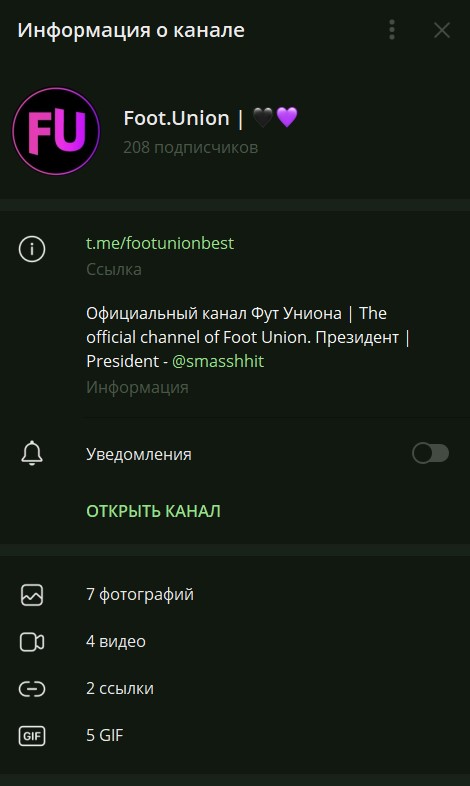 Информация о канале
FU
Foot.Union | 🖤💜
208 подписчиков
t.me/footunionbest
Ссылка
Официальный канал Фут Униона | The
official channel of Foot Union. Президент |
President - @smasshhit
Информация
Уведомления
ОТКРЫТЬ КАНАЛ
7 фотографий
4 видео
2 ссылки
GIF 5 GIF